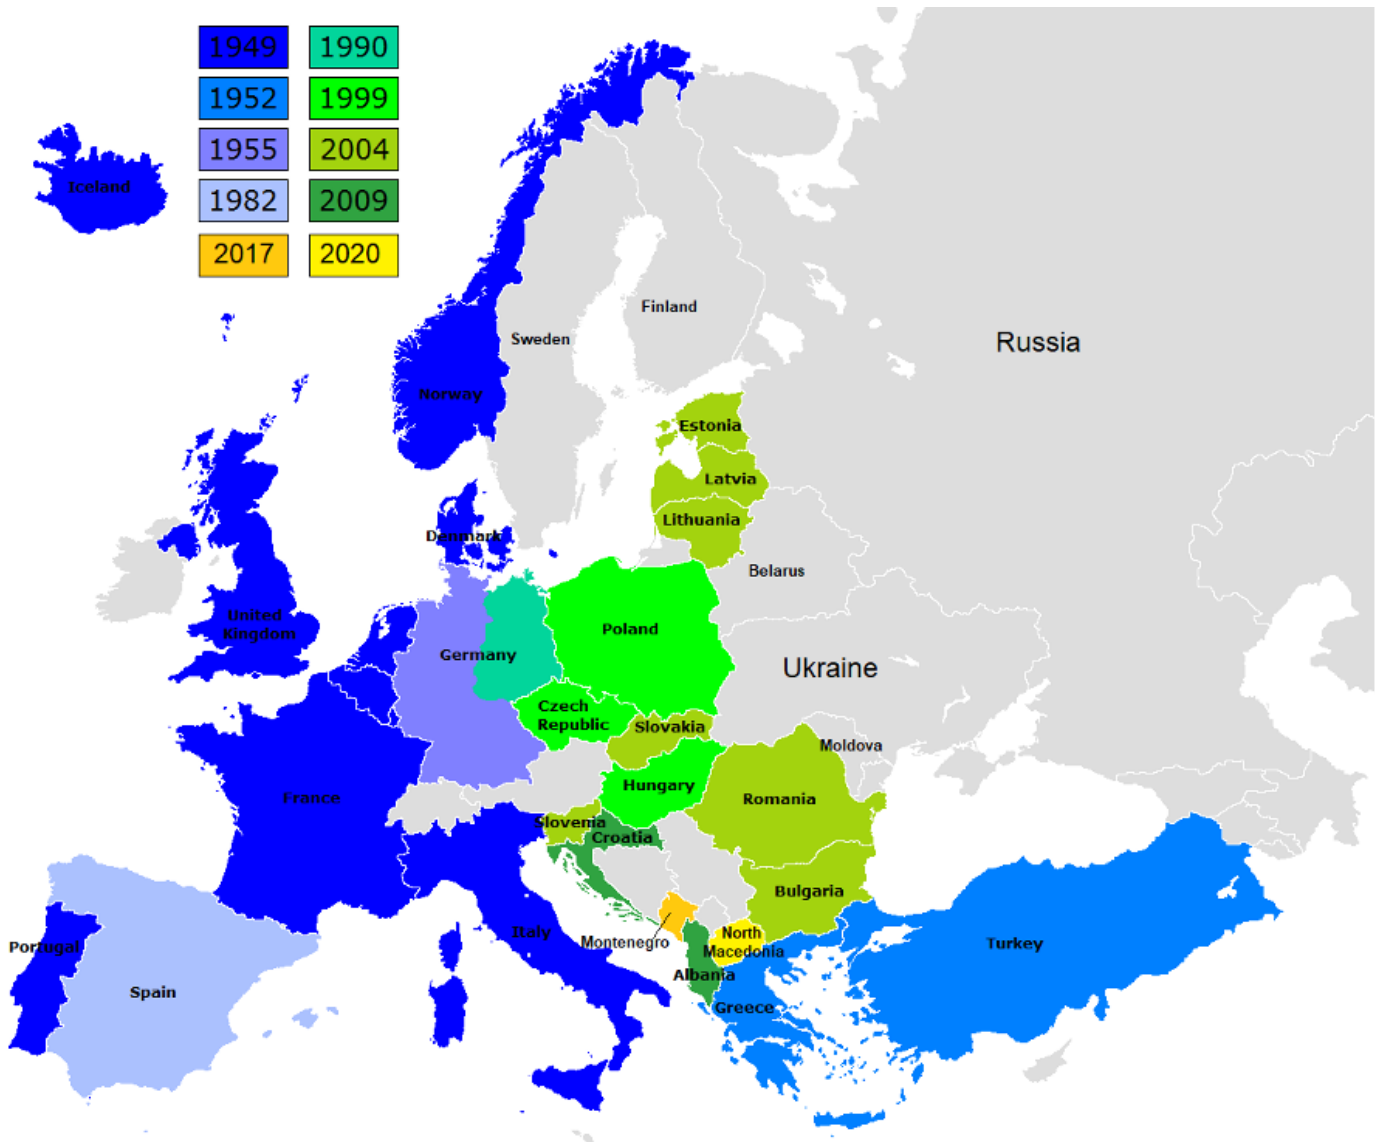 1949
1990
1952
1999
1955
2004
1982
2009
2017
2020
Iceland
Finland
Sweden
Russia
Norway
Estonia
Latvia
Lithuania
Denmark
Belarus
United
Kingdom
Poland
Germany
Ukraine
Czech
Republic
Slovakia
Moldova
Hungary
France
Romania
Slovenia
Croatia
Bulgaria
Italy
North
Macedonia
Montenegro
Turkey
Portugal
Albania
Spain
Greece